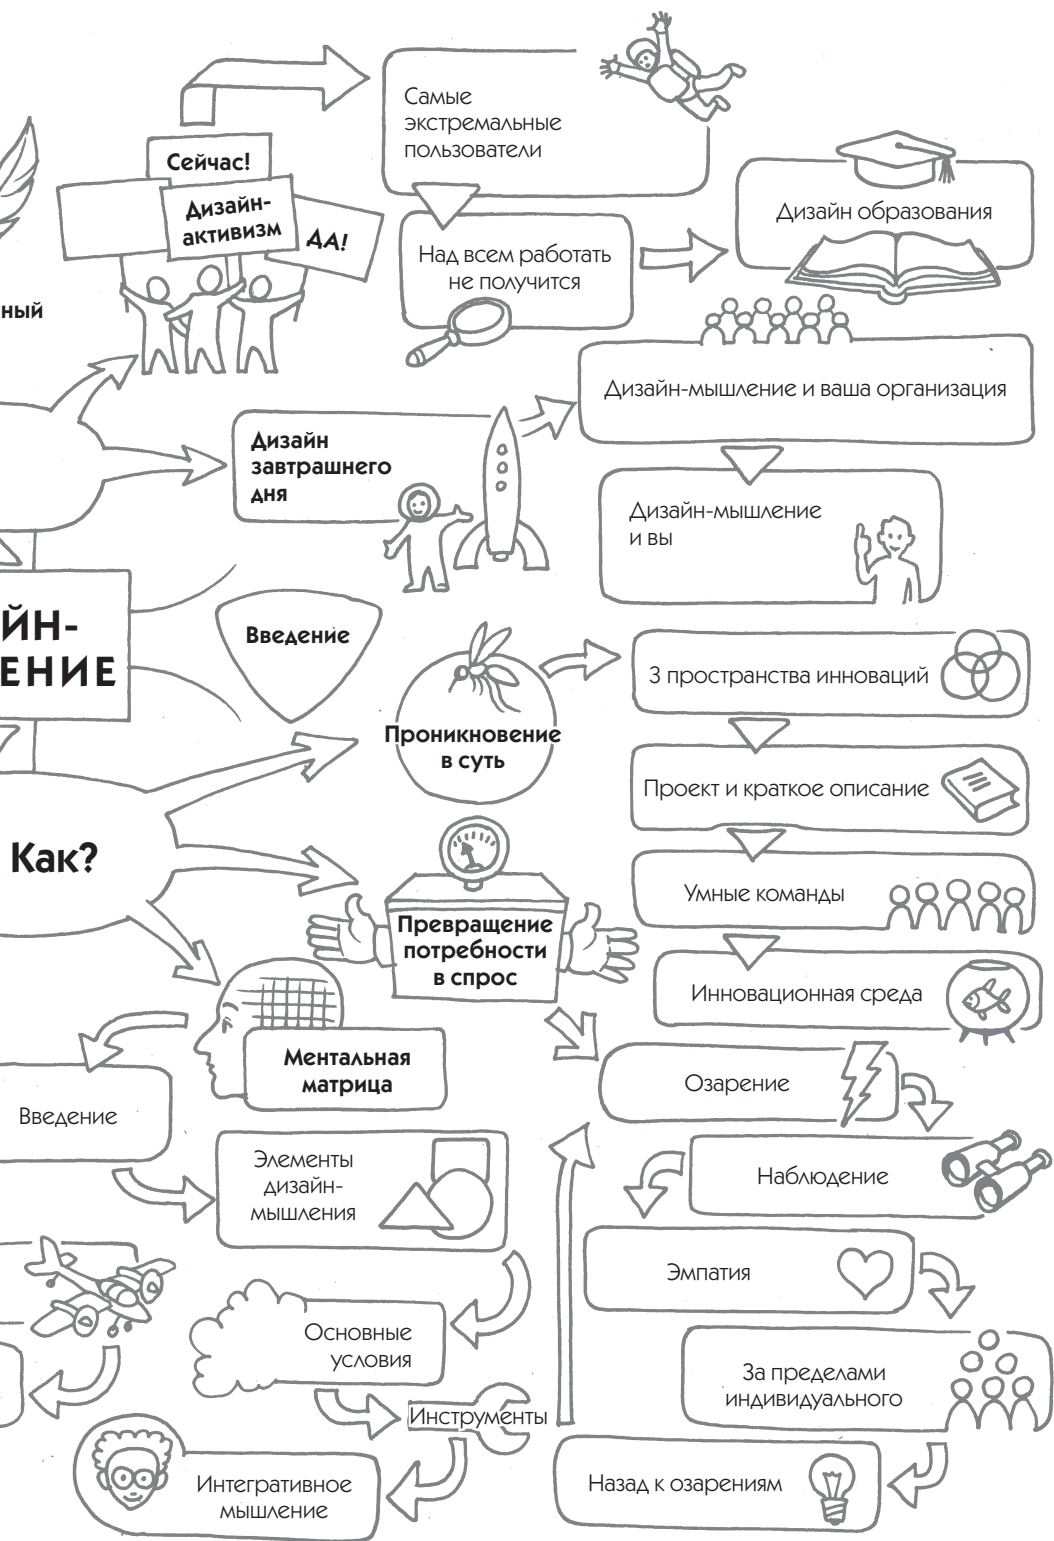 Самые
экстремальные
пользователи
Сейчас!
Дизайн-
активизм
ДА!
Над всем работать
не получится
Дизайн образования
ный
Дизайн-мышление и ваша организация
Дизайн
завтрашнего
дня
Дизайн-мышление
и вы
ЙН-
ЕНИЕ
Введение
Проникновение
в суть
3 пространства инноваций
Проект и краткое описание
Как?
Умные команды
Превращение
потребности
в спрос
Инновационная среда
Ментальная
матрица
Озарение
Введение
Элементы
дизайн-
мышления
Наблюдение
Эмпатия
Основные
условия
За пределами
индивидуального
Инструменты
Интегративное
мышление
Назад к озарениям